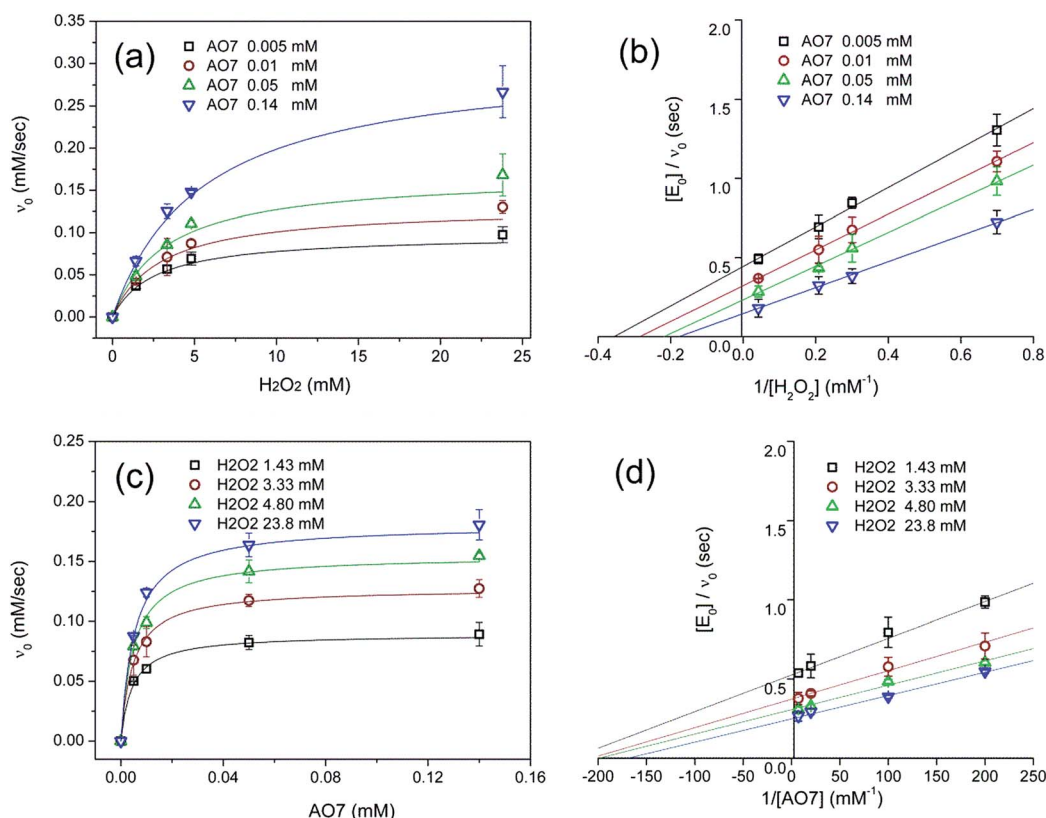 (a)
AO7 0.005 mM
AO7 0.01 mM
AO7 0.05 mM
AO7 0.14 mM
0.35
0.30
0.25
0.20
0.15
0.10
0.05
0.00
ν₀ (mM/sec)
0 5 10 15 20 25
H₂O₂ (mM)
(b)
AO7 0.005 mM
AO7 0.01 mM
AO7 0.05 mM
AO7 0.14 mM
2.0
1.5
1.0
0.5
0.0
[E₀] / ν₀ (sec)
-0.4 -0.2 0.0 0.2 0.4 0.6 0.8
1/[H₂O₂] (mM⁻¹)
(c)
H2O2 1.43 mM
H2O2 3.33 mM
H2O2 4.80 mM
H2O2 23.8 mM
0.25
0.20
0.15
0.10
0.05
0.00
ν₀ (mM/sec)
0.00 0.04 0.08 0.12 0.16
AO7 (mM)
(d)
H2O2 1.43 mM
H2O2 3.33 mM
H2O2 4.80 mM
H2O2 23.8 mM
2.0
1.5
1.0
0.5
0.0
[E₀] / ν₀ (sec)
-200 -150 -100 -50 0 50 100 150 200 250
1/[AO7] (mM⁻¹)